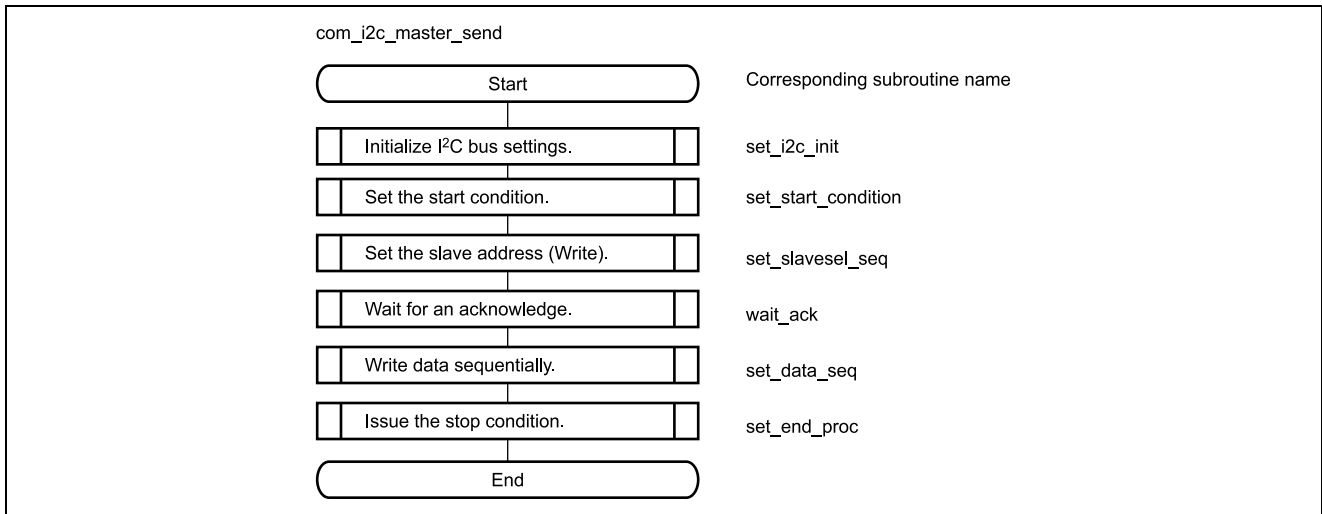 com_i2c_master_send
Start
Corresponding subroutine name
Initialize I²C bus settings.
set_i2c_init
Set the start condition.
set_start_condition
Set the slave address (Write).
set_slavesel_seq
Wait for an acknowledge.
wait_ack
Write data sequentially.
set_data_seq
Issue the stop condition.
set_end_proc
End